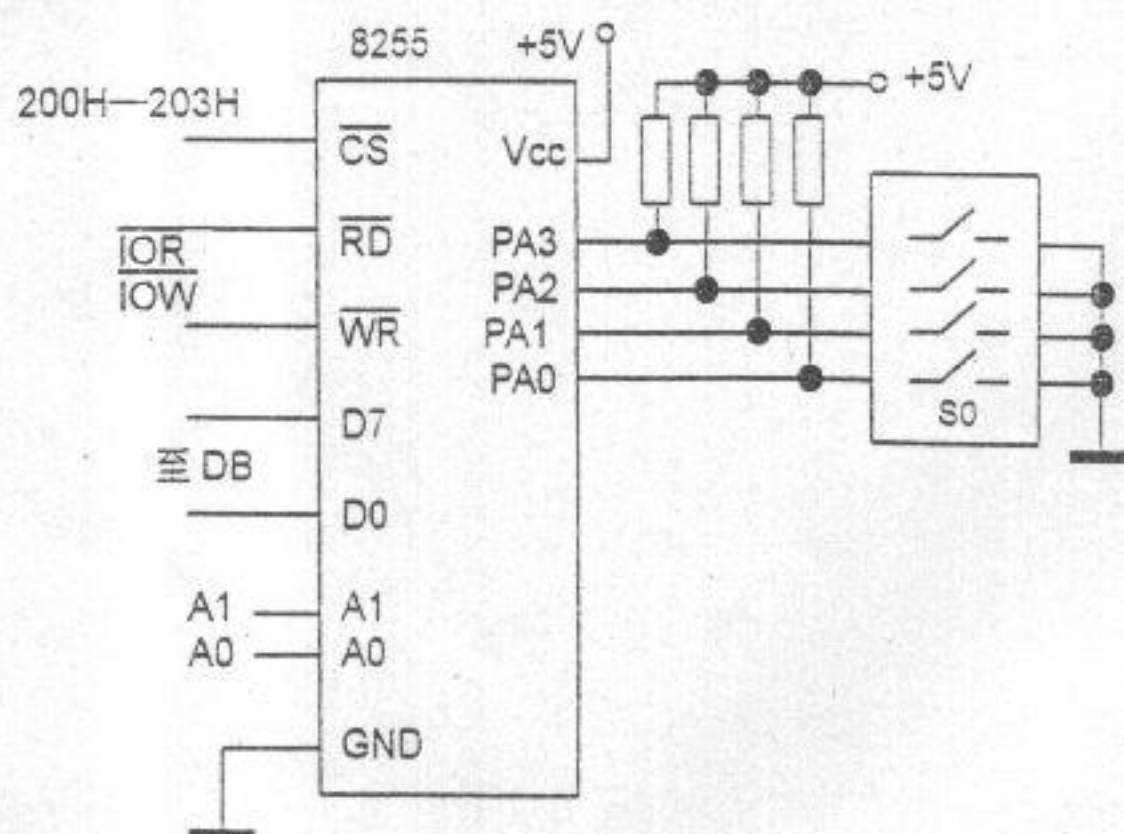 8255
+5V
+5V
200H—203H
CS
Vcc
IOR
RD
PA3
IOW
PA2
WR
PA1
PA0
S0
D7
至 DB
D0
A1
A1
A0
A0
GND